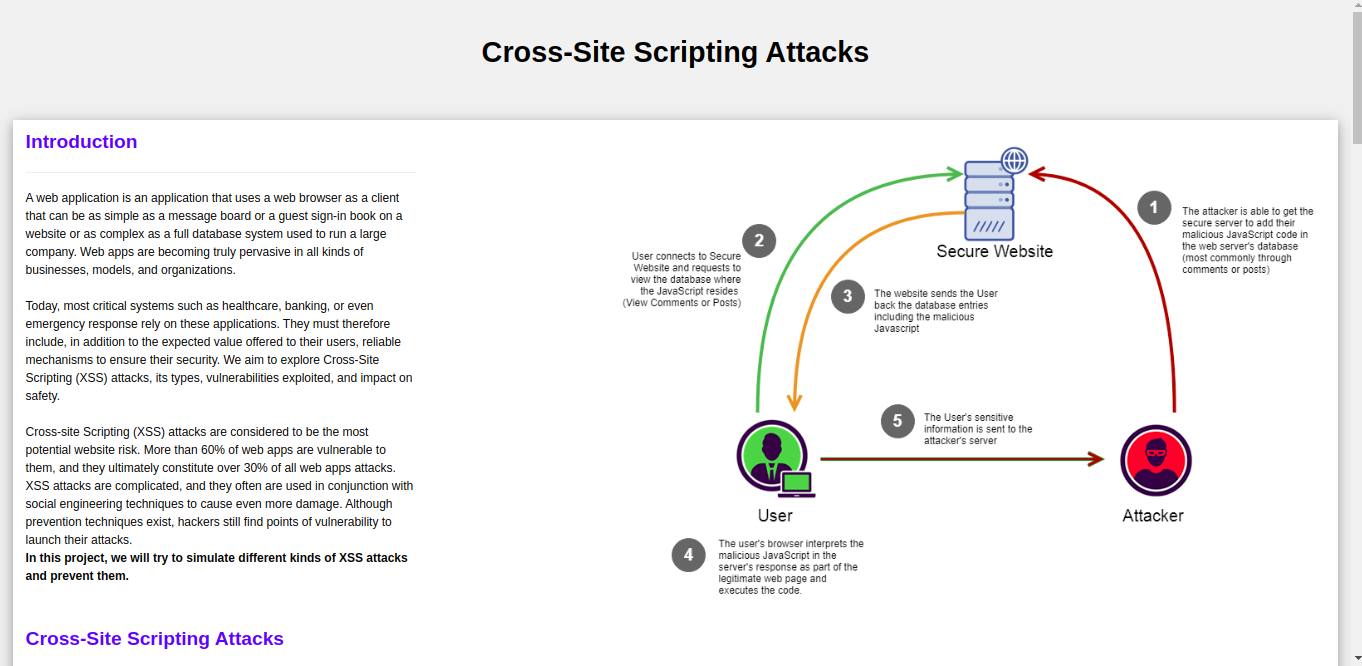 Cross-Site Scripting Attacks
Introduction
A web application is an application that uses a web browser as a client
that can be as simple as a message board or a guest sign-in book on a
website or as complex as a full database system used to run a large
company. Web apps are becoming truly pervasive in all kinds of
businesses, models, and organizations.
Today, most critical systems such as healthcare, banking, or even
emergency response rely on these applications. They must therefore
include, in addition to the expected value offered to their users, reliable
mechanisms to ensure their security. We aim to explore Cross-Site
Scripting (XSS) attacks, its types, vulnerabilities exploited, and impact on
safety.
Cross-site Scripting (XSS) attacks are considered to be the most
potential website risk. More than 60% of web apps are vulnerable to
them, and they ultimately constitute over 30% of all web apps attacks.
XSS attacks are complicated, and they often are used in conjunction with
social engineering techniques to cause even more damage. Although
prevention techniques exist, hackers still find points of vulnerability to
launch their attacks.
In this project, we will try to simulate different kinds of XSS attacks
and prevent them.
Cross-Site Scripting Attacks
Secure Website
1
The attacker is able to get the
secure server to add their
malicious JavaScript code in
the web server's database
(most commonly through
comments or posts)
2
User connects to Secure
Website and requests to
view the database where
the JavaScript resides
(View Comments or Posts)
3
The website sends the User
back the database entries
including the malicious
Javascript
5
The User's sensitive
information is sent to the
attacker's server
User
Attacker
4
The user's browser interprets the
malicious JavaScript in the
server's response as part of the
legitimate web page and
executes the code.